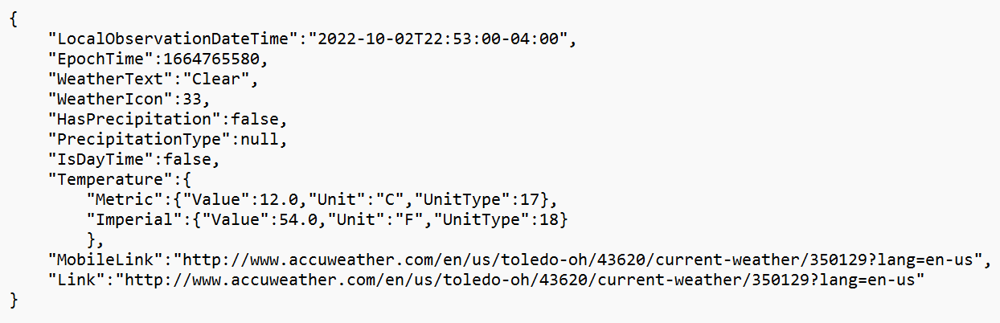 {
    "LocalObservationDateTime":"2022-10-02T22:53:00-04:00",
    "EpochTime":1664765580,
    "WeatherText":"Clear",
    "WeatherIcon":33,
    "HasPrecipitation":false,
    "PrecipitationType":null,
    "IsDayTime":false,
    "Temperature":{
        "Metric":{"Value":12.0,"Unit":"C","UnitType":17},
        "Imperial":{"Value":54.0,"Unit":"F","UnitType":18}
        },
    "MobileLink":"http://www.accuweather.com/en/us/toledo-oh/43620/current-weather/350129?lang=en-us",
    "Link":"http://www.accuweather.com/en/us/toledo-oh/43620/current-weather/350129?lang=en-us"
}